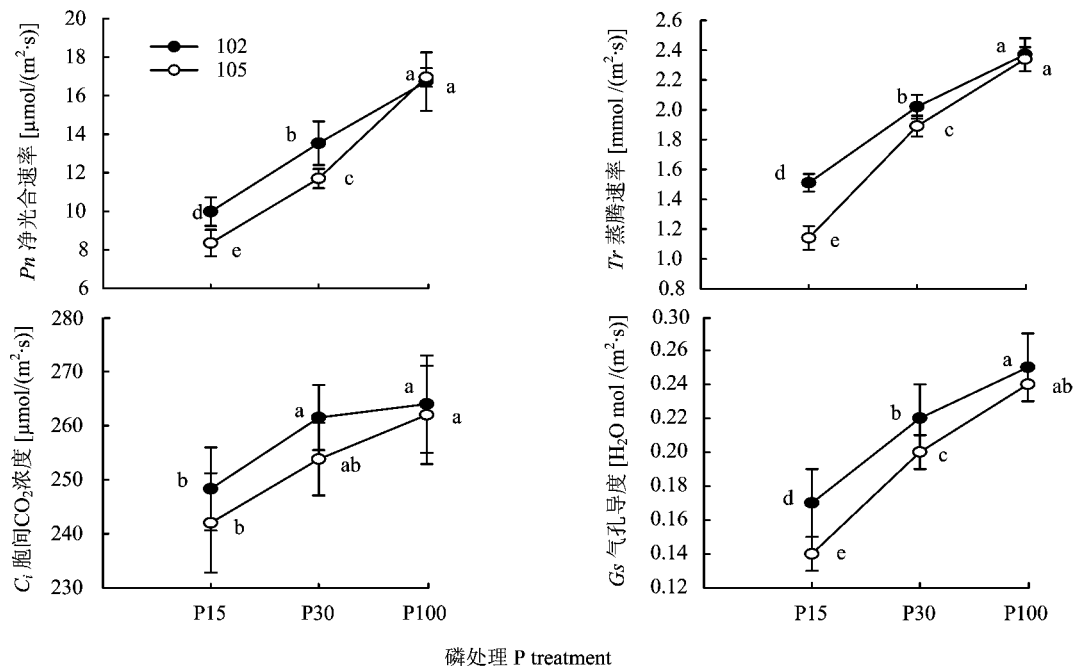 Pn 净光合速率 [μmol/(m²·s)]
20
18
16
14
12
10
8
6
102
105
d
e
b
c
a
a
Tr 蒸腾速率 [mmol /(m²·s)]
2.6
2.4
2.2
2.0
1.8
1.6
1.4
1.2
1.0
0.8
d
e
b
c
a
a
Ci 胞间CO₂浓度 [μmol/(m²·s)]
280
270
260
250
240
230
b
b
a
ab
a
a
P15 P30 P100
Gs 气孔导度 [H₂O mol /(m²·s)]
0.30
0.28
0.26
0.24
0.22
0.20
0.18
0.16
0.14
0.12
d
e
b
c
a
ab
P15 P30 P100
磷处理 P treatment